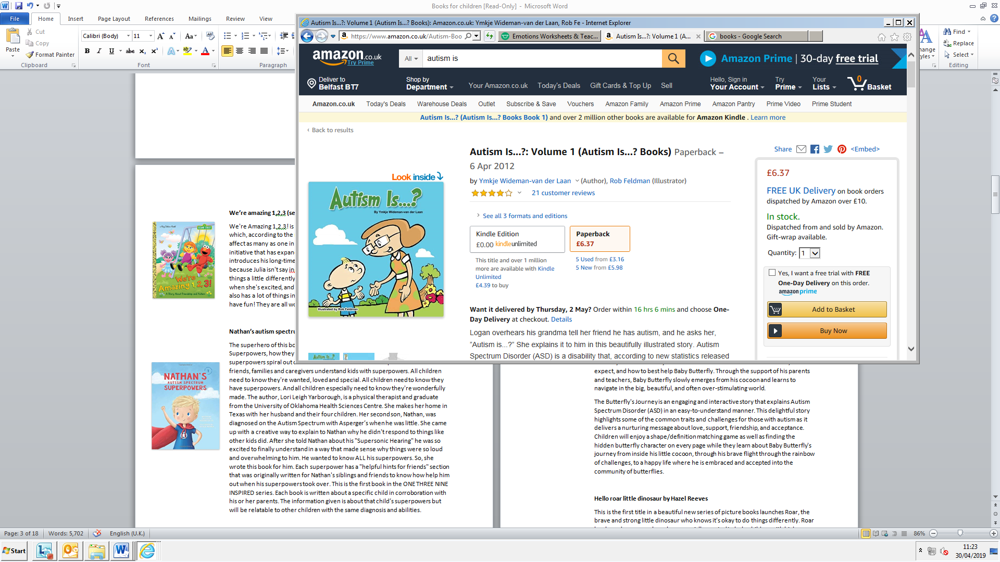 Books for children [Read-Only] - Microsoft Word
File Home Insert Page Layout References Mailings Review View
Cut
Copy
Format Painter
Paste
Clipboard
Calibri (Body) 11
Font
Paragraph
Find
Replace
Select
Editing
Autism Is...?: Volume 1 (Autism Is...? Books): Amazon.co.uk: Ymkje Wideman-van der Laan, Rob Fe - Internet Explorer
https://www.amazon.co.uk/Autism-Boo
Emotions Worksheets & Teac...
Autism Is...?: Volume 1 (A...
books - Google Search
amazon.co.uk
Try Prime
All
autism is
Amazon Prime | 30-day free trial
Deliver to
Belfast BT7
Shop by
Department
Your Amazon.co.uk Today's Deals Gift Cards & Top Up Sell
Hello, Sign in
Your Account
Try
Prime
Your
Lists
0
Basket
Amazon.co.uk Today's Deals Warehouse Deals Outlet Subscribe & Save Vouchers Amazon Family Amazon Prime Amazon Pantry Prime Video Prime Student
Autism Is...? (Autism Is...? Books Book 1) and over 2 million other books are available for Amazon Kindle . Learn more
‹ Back to results
Look inside
Autism Is...?
By Ymkje Wideman-van der Laan
Illustrated by Rob Feldman
Autism Is...?: Volume 1 (Autism Is...? Books) Paperback –
6 Apr 2012
by Ymkje Wideman-van der Laan (Author), Rob Feldman (Illustrator)
21 customer reviews
See all 3 formats and editions
Kindle Edition
£0.00 kindleunlimited
This title and over 1 million
more are available with Kindle
Unlimited
£4.39 to buy
Paperback
£6.37
5 Used from £3.16
5 New from £5.98
Want it delivered by Thursday, 2 May? Order within 16 hrs 6 mins and choose One-
Day Delivery at checkout. Details
Logan overhears his grandma tell her friend he has autism, and he asks her,
"Autism is...?" She explains it to him in this beautifully illustrated story. Autism
Spectrum Disorder (ASD) is a disability that, according to new statistics released
Share <Embed>
£6.37
FREE UK Delivery on book orders
dispatched by Amazon over £10.
In stock.
Dispatched from and sold by Amazon.
Gift-wrap available.
Quantity: 1
Yes, I want a free trial with FREE
One-Day Delivery on this order.
amazon prime
Add to Basket
Buy Now
We're amazing 1,2,3 (se
We're Amazing 1,2,3! is
which, according to the
affect as many as one in
initiative that has expan
introduces his long-time
because Julia isn't say in
things a little differently
when she's excited, and
also has a lot of things in
have fun! They are all wo
SESAME STREET
We're
Amazing 1,2,3!
A Story About Friendship and Autism
Nathan's autism spectru
The superhero of this bo
Superpowers, how they
superpowers spiral out o
friends, families and caregivers understand kids with superpowers. All children
need to know they're wanted, loved and special. All children need to know they
have superpowers. And all children especially need to know they're wonderfully
made. The author, Lori Leigh Yarborough, is a physical therapist and graduate
from the University of Oklahoma Health Sciences Centre. She makes her home in
Texas with her husband and their four children. Her second son, Nathan, was
diagnosed on the Autism Spectrum with Asperger's when he was little. She came
up with a creative way to explain to Nathan why he didn't respond to things like
other kids did. After she told Nathan about his "Supersonic Hearing" he was so
excited to finally understand in a way that made sense why things were so loud
and overwhelming to him. He wanted to know ALL his superpowers. So, she
wrote this book for him. Each superpower has a "helpful hints for friends" section
that was originally written for Nathan's siblings and friends to know how help him
out when his superpowers took over. This is the first book in the ONE THREE NINE
INSPIRED series. Each book is written about a specific child in corroboration with
his or her parents. The information given is about that child's superpowers but
will be relatable to other children with the same diagnosis and abilities.
NATHAN'S
AUTISM SPECTRUM
SUPERPOWERS
expect, and how to best help Baby Butterfly. Through the support of his parents
and teachers, Baby Butterfly slowly emerges from his cocoon and learns to
navigate in the big, beautiful, and often over-stimulating world.
The Butterfly's Journey is an engaging and interactive story that explains Autism
Spectrum Disorder (ASD) in an easy-to-understand manner. This delightful story
highlights some of the common traits and challenges for those with autism as it
delivers a nurturing message about love, support, friendship, and acceptance.
Children will enjoy a shape/definition matching game as well as finding the
hidden butterfly character on every page while they learn about Baby Butterfly's
journey from inside his little cocoon, through his brave flight through the rainbow
of challenges, to a happy life where he is embraced and accepted into the
community of butterflies.
Hello roar little dinosaur by Hazel Reeves
This is the first title in a beautiful new series of picture books launches Roar, the
brave and strong little dinosaur who knows it's okay to do things differently. Roar
Page: 3 of 18 Words: 5,702 English (U.K.) 86%
Start
11:23
30/04/2019